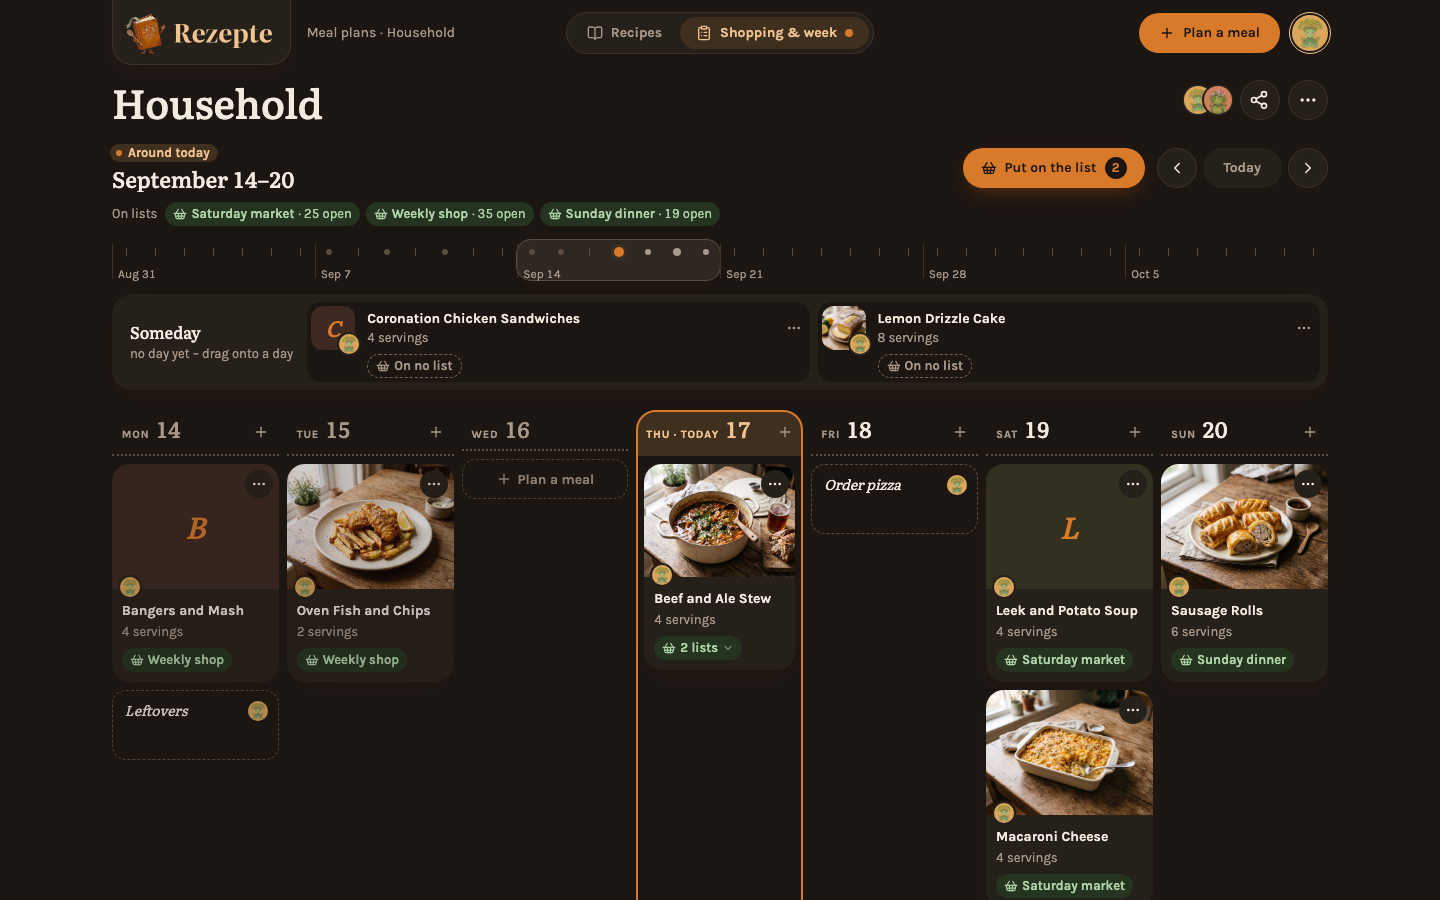 Rezepte
Meal plans · Household
Recipes
Shopping & week
Plan a meal
Household
Around today
September 14–20
Put on the list 2
Today
On lists
Saturday market · 25 open
Weekly shop · 35 open
Sunday dinner · 19 open
Aug 31
Sep 7
Sep 14
Sep 21
Sep 28
Oct 5
Someday
no day yet – drag onto a day
C
Coronation Chicken Sandwiches
4 servings
On no list
Lemon Drizzle Cake
8 servings
On no list
MON 14
TUE 15
WED 16
THU · TODAY 17
FRI 18
SAT 19
SUN 20
B
Bangers and Mash
4 servings
Weekly shop
Leftovers
Oven Fish and Chips
2 servings
Weekly shop
Plan a meal
Beef and Ale Stew
4 servings
2 lists
Order pizza
L
Leek and Potato Soup
4 servings
Saturday market
Macaroni Cheese
4 servings
Saturday market
Sausage Rolls
6 servings
Sunday dinner